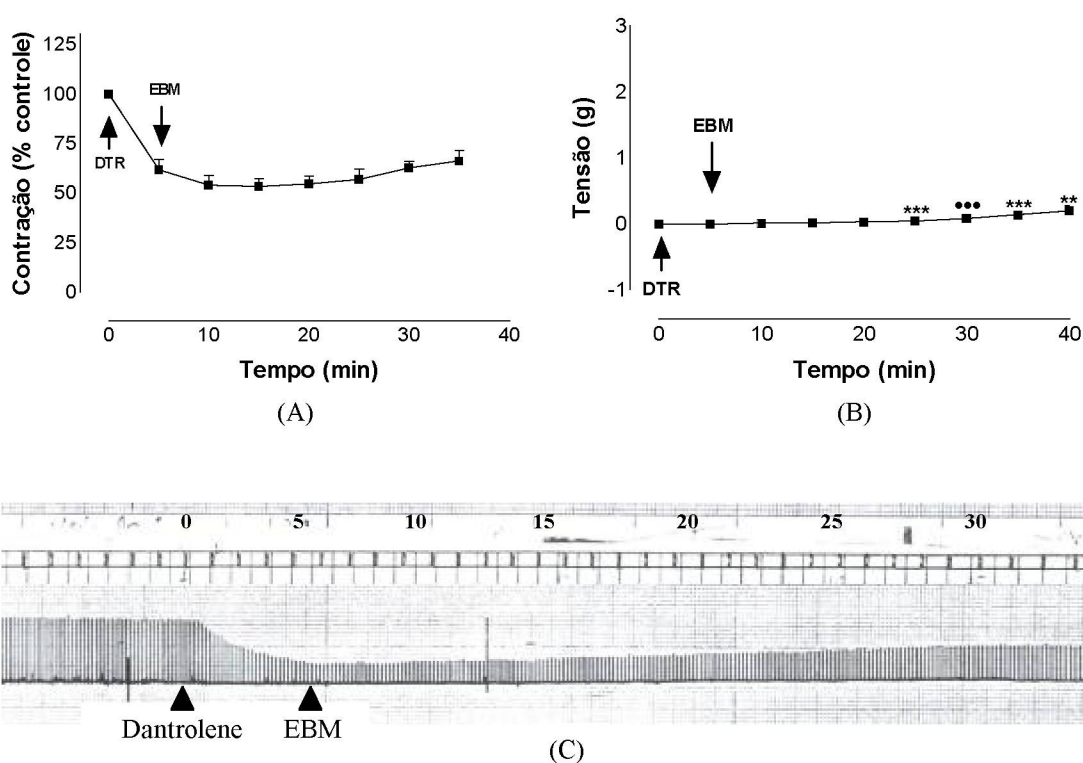 Contração (% controle)
125
100
75
50
25
0
EBM
DTR
0 10 20 30 40
Tempo (min)
(A)
Tensão (g)
3
2
1
0
-1
EBM
DTR
*** ••• *** **
0 10 20 30 40
Tempo (min)
(B)
0 5 10 15 20 25 30
Dantrolene EBM
(C)